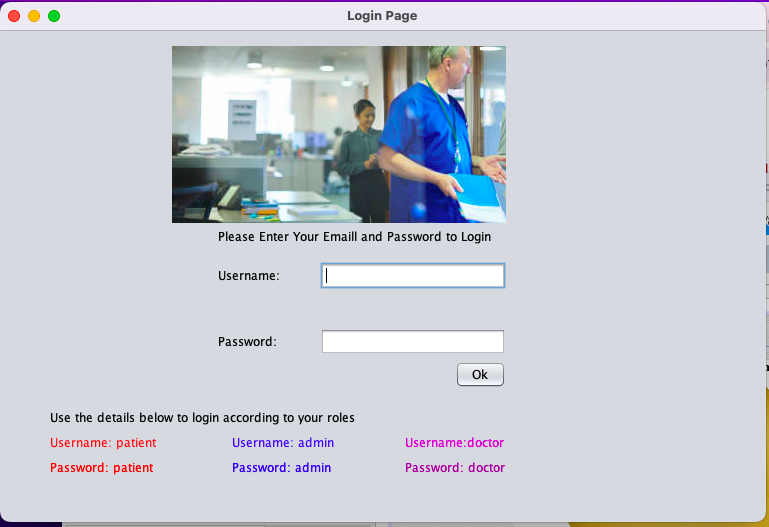 Login Page
Please Enter Your Emaill and Password to Login
Username:
Password:
Ok
Use the details below to login according to your roles
Username: patient Username: admin Username:doctor
Password: patient Password: admin Password: doctor